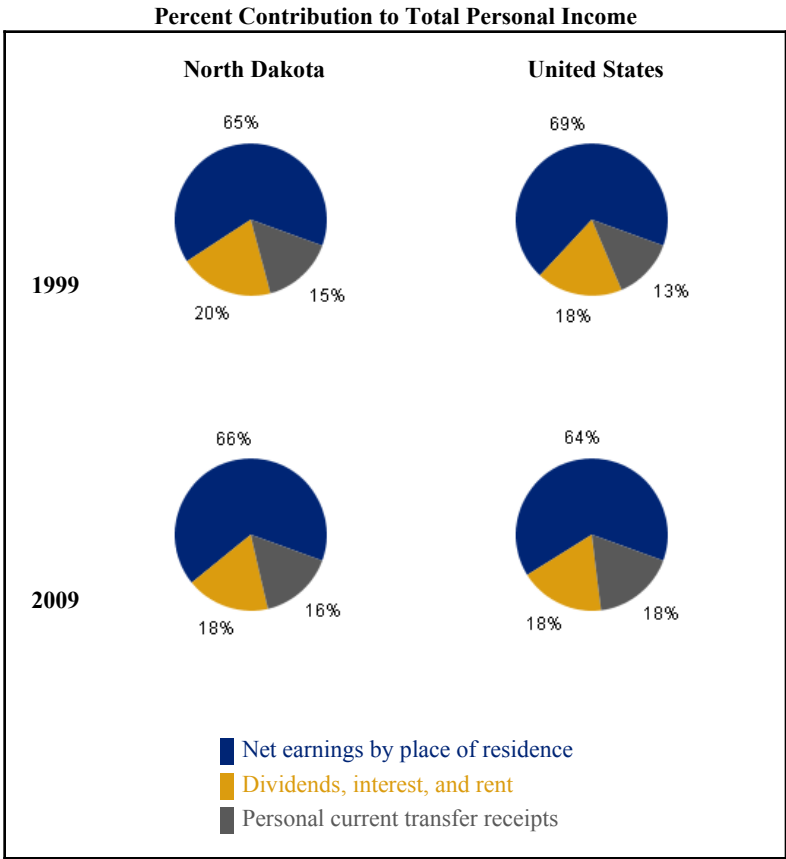 Percent Contribution to Total Personal Income
North Dakota
United States
65%
69%
1999
20%
15%
18%
13%
66%
64%
2009
18%
16%
18%
18%
Net earnings by place of residence
Dividends, interest, and rent
Personal current transfer receipts